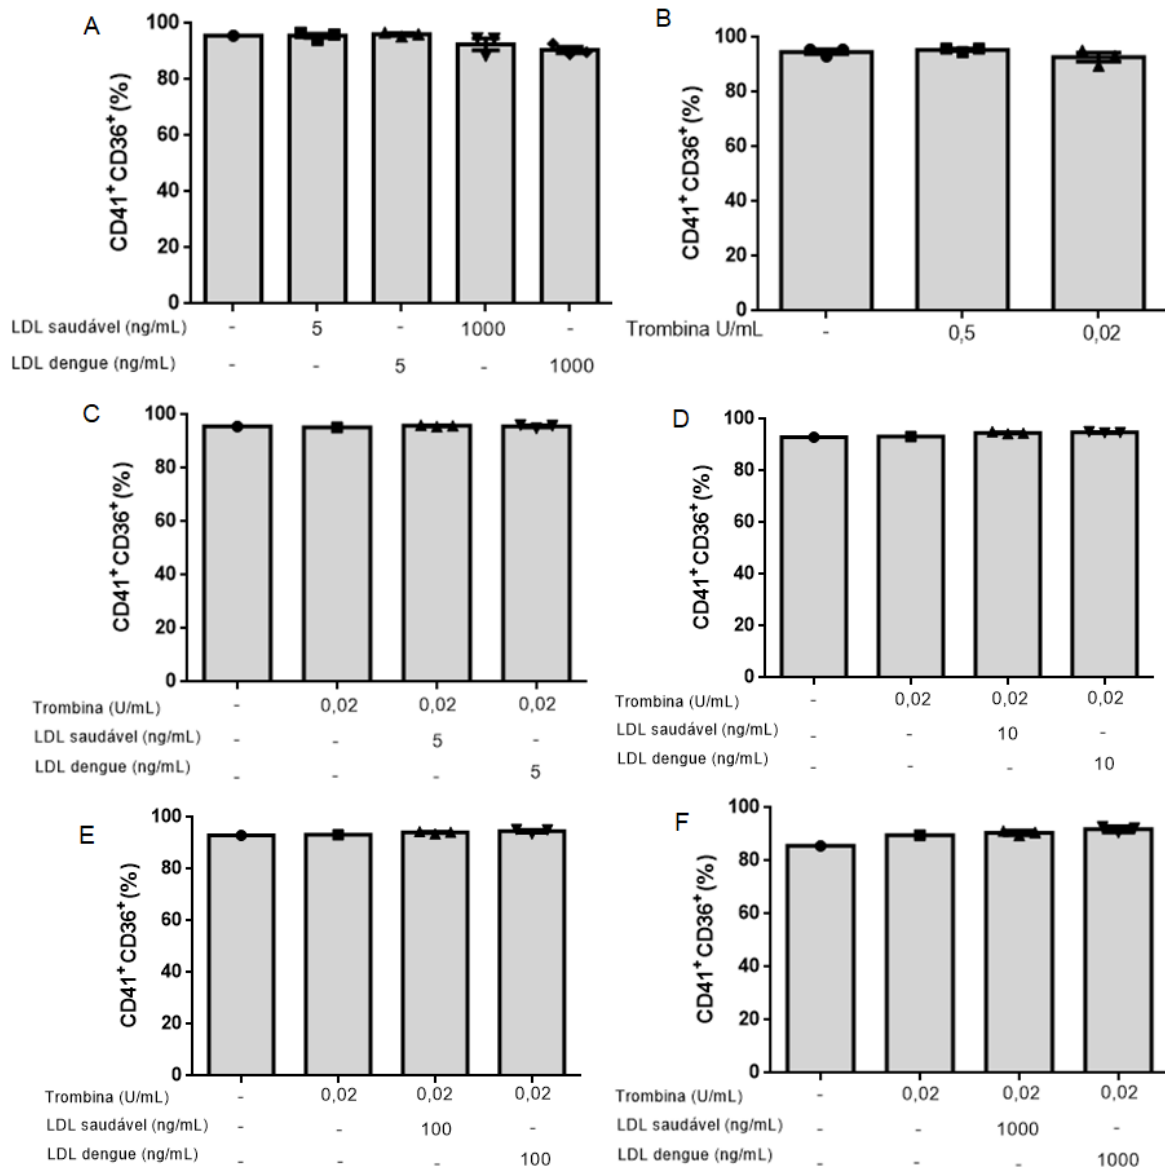 A
CD41+CD36+(%)
100
80
60
40
20
0
LDL saudável (ng/mL) - 5 - 1000 -
LDL dengue (ng/mL) - - 5 - 1000
B
CD41+CD36+(%)
100
80
60
40
20
0
Trombina U/mL - 0,5 0,02
C
CD41+CD36+(%)
100
80
60
40
20
0
Trombina (U/mL) - 0,02 0,02 0,02
LDL saudável (ng/mL) - - 5 -
LDL dengue (ng/mL) - - - 5
D
CD41+CD36+(%)
100
80
60
40
20
0
Trombina (U/mL) - 0,02 0,02 0,02
LDL saudável (ng/mL) - - 10 -
LDL dengue (ng/mL) - - - 10
E
CD41+CD36+(%)
100
80
60
40
20
0
Trombina (U/mL) - 0,02 0,02 0,02
LDL saudável (ng/mL) - - 100 -
LDL dengue (ng/mL) - - - 100
F
CD41+CD36+(%)
100
80
60
40
20
0
Trombina (U/mL) - 0,02 0,02 0,02
LDL saudável (ng/mL) - - 1000 -
LDL dengue (ng/mL) - - - 1000